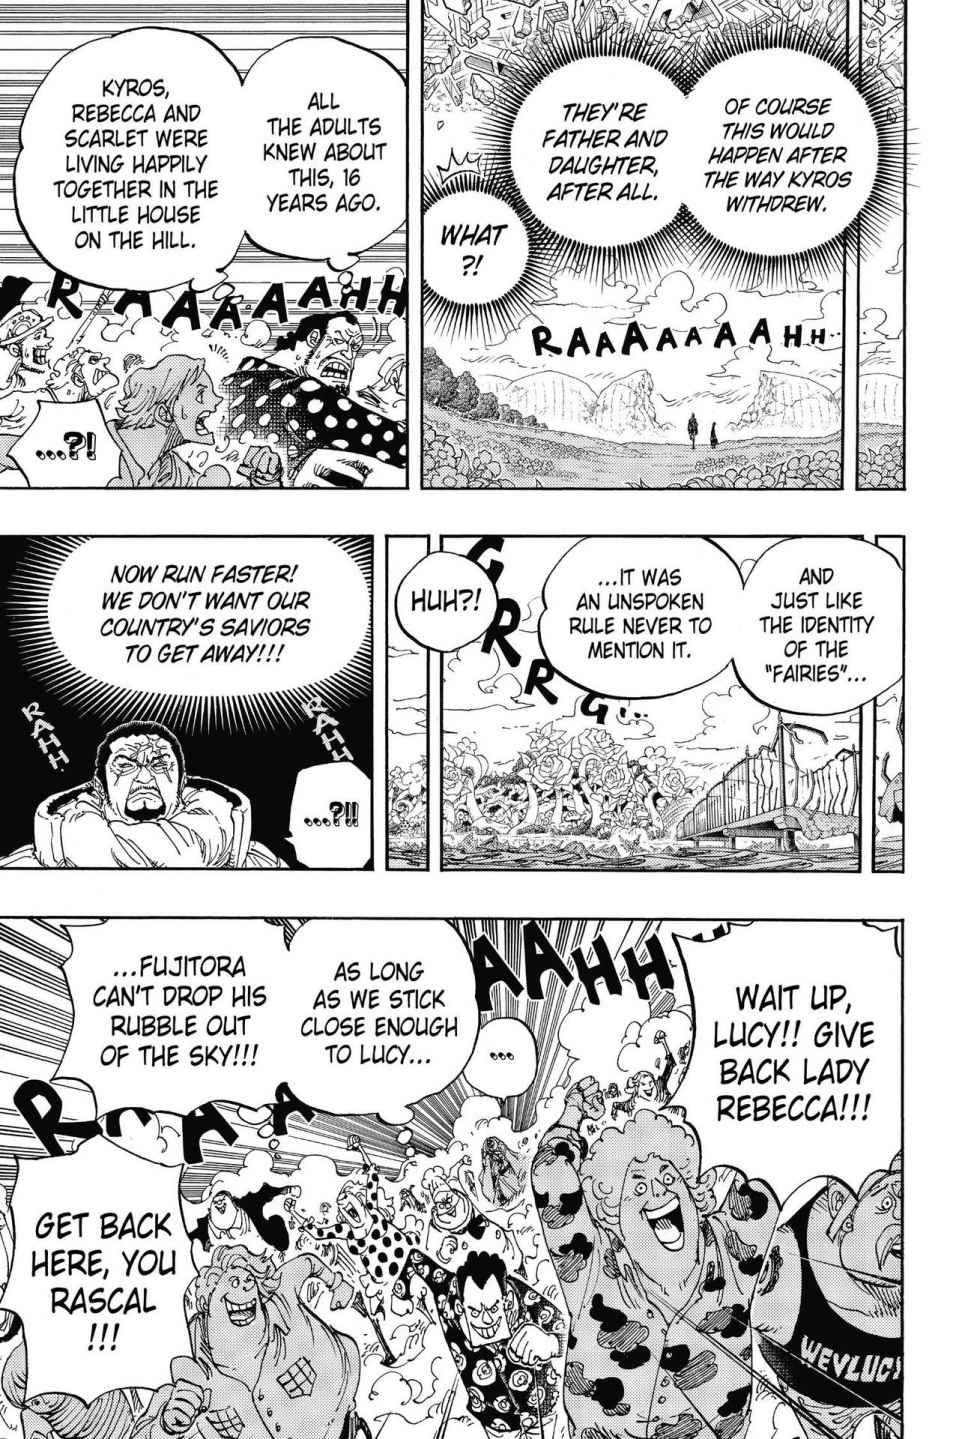 OF COURSE
THIS WOULD
HAPPEN AFTER
THE WAY KYROS
WITHDREW.
THEY'RE
FATHER AND
DAUGHTER,
AFTER ALL.
WHAT
?!
RAAAAAAAHH...
ALL
THE ADULTS
KNEW ABOUT
THIS, 16
YEARS AGO.
KYROS,
REBECCA AND
SCARLET WERE
LIVING HAPPILY
TOGETHER IN THE
LITTLE HOUSE
ON THE HILL.
RAAAAAHH
...?!
AND
JUST LIKE
THE IDENTITY
OF THE
"FAIRIES"...
...IT WAS
AN UNSPOKEN
RULE NEVER TO
MENTION IT.
GRRRG...
HUH?!
NOW RUN FASTER!
WE DON'T WANT OUR
COUNTRY'S SAVIORS
TO GET AWAY!!!
RAHH
RAHH.
...?!!
WAIT UP,
LUCY!! GIVE
BACK LADY
REBECCA!!!
AAHH
...
AS LONG
AS WE STICK
CLOSE ENOUGH
TO LUCY...
...FUJITORA
CAN'T DROP HIS
RUBBLE OUT
OF THE SKY!!!
RAAA
GET BACK
HERE, YOU
RASCAL
!!!
WEVLUCY